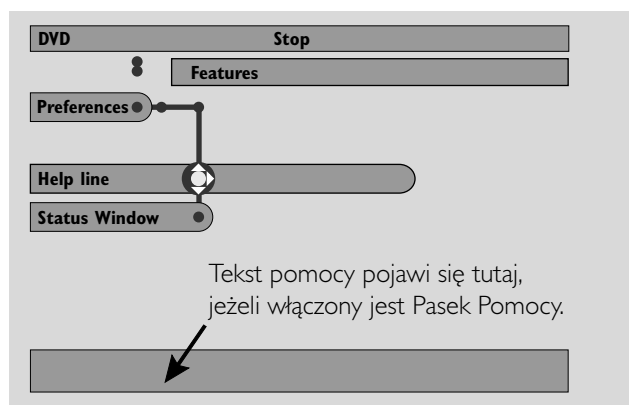 DVD Stop
Features
Preferences
Help line
Status Window
Tekst pomocy pojawi się tutaj,
jeżeli włączony jest Pasek Pomocy.